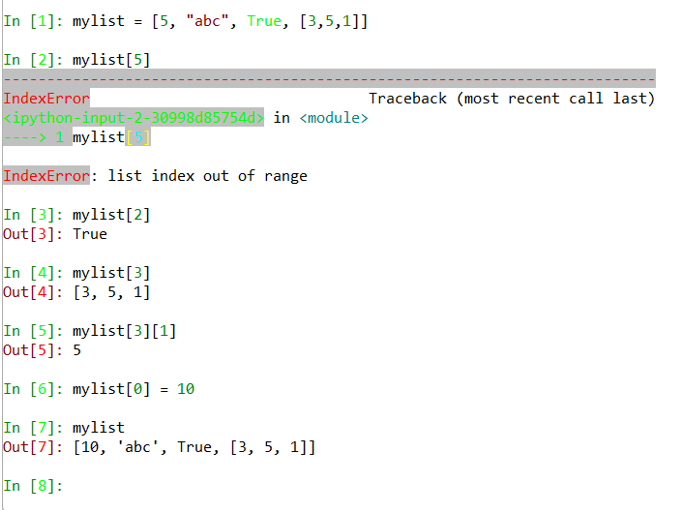 In [1]: mylist = [5, "abc", True, [3,5,1]]
In [2]: mylist[5]
---------------------------------------------------------------------------
IndexError                                Traceback (most recent call last)
<ipython-input-2-30998d85754d> in <module>
----> 1 mylist[5]
IndexError: list index out of range
In [3]: mylist[2]
Out[3]: True
In [4]: mylist[3]
Out[4]: [3, 5, 1]
In [5]: mylist[3][1]
Out[5]: 5
In [6]: mylist[0] = 10
In [7]: mylist
Out[7]: [10, 'abc', True, [3, 5, 1]]
In [8]: